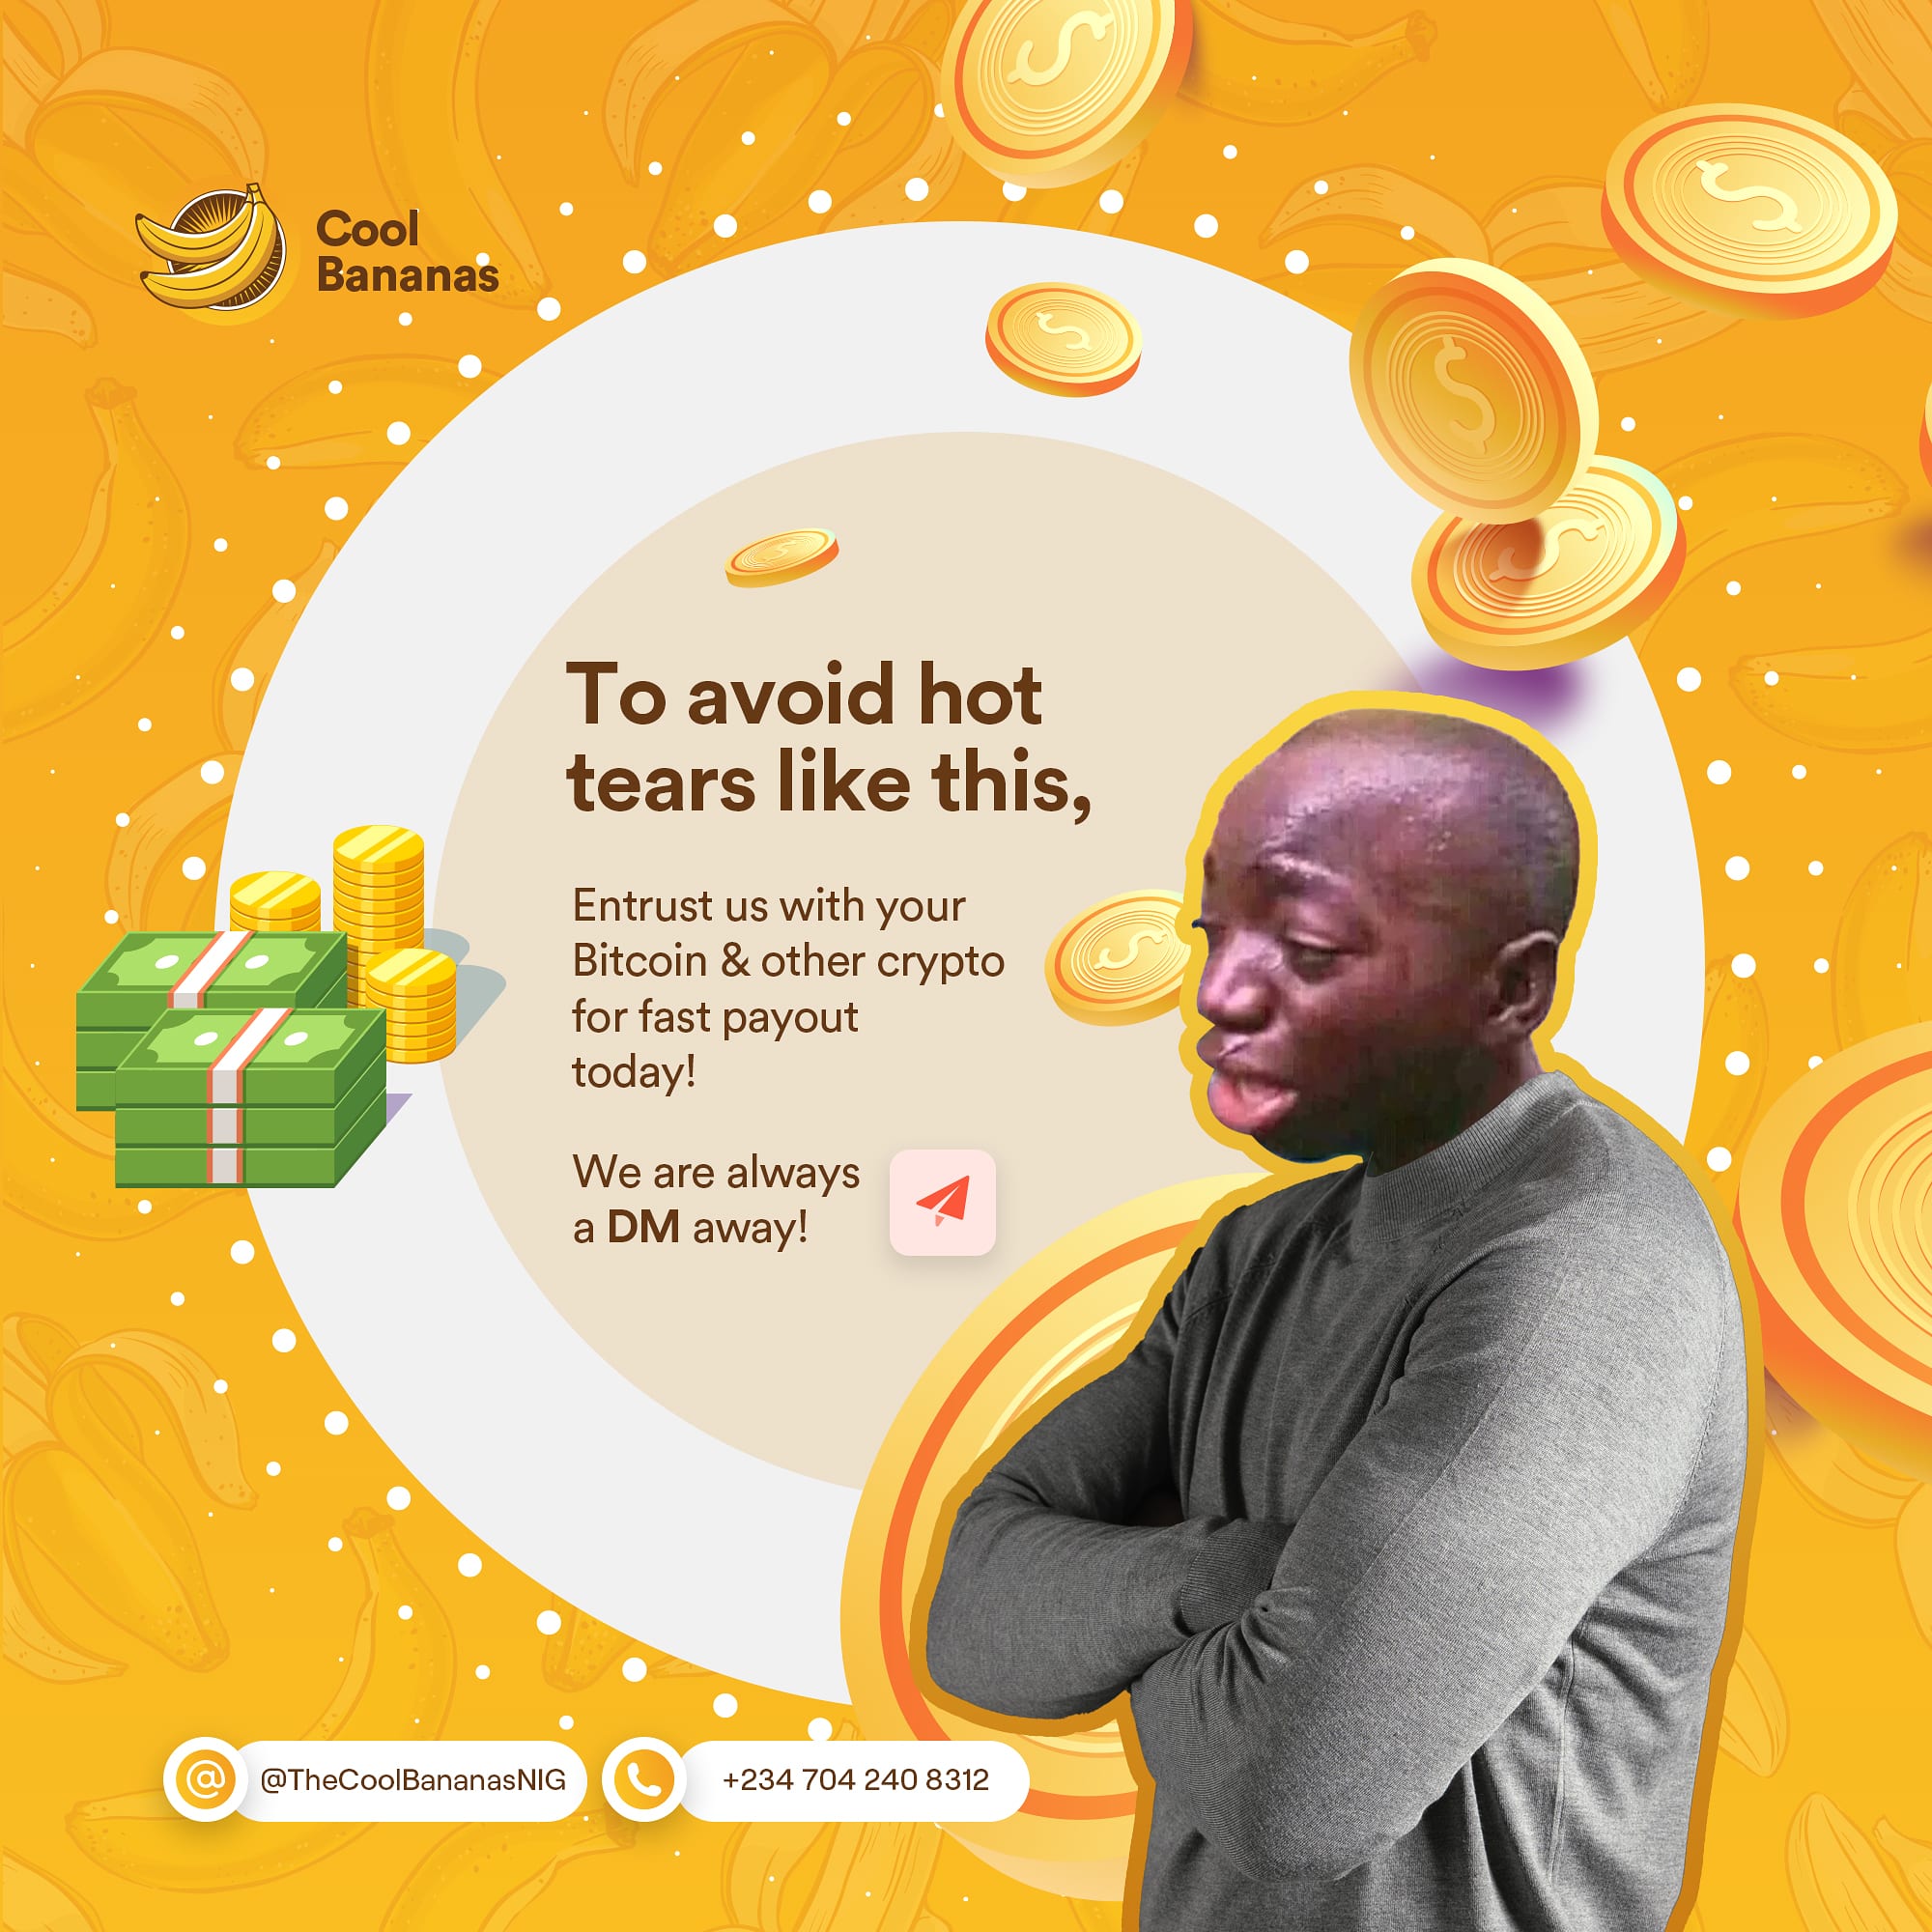 Cool
Bananas
To avoid hot
tears like this,
Entrust us with your
Bitcoin & other crypto
for fast payout
today!
We are always
a DM away!
@TheCoolBananasNIG
+234 704 240 8312